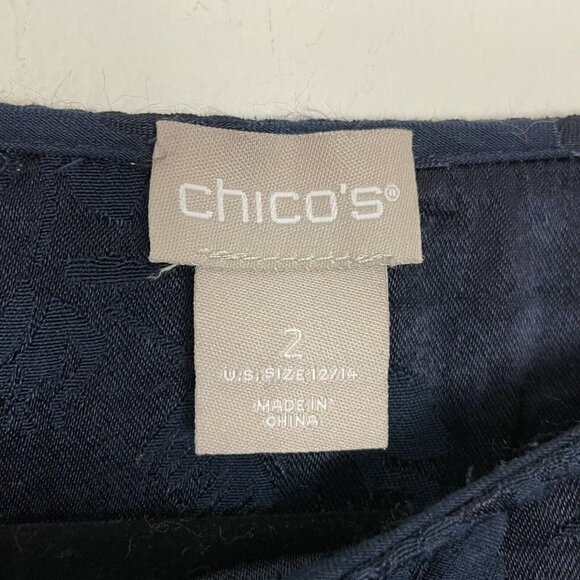 chico's®
2
U.S. SIZE 12/14
MADE IN
CHINA